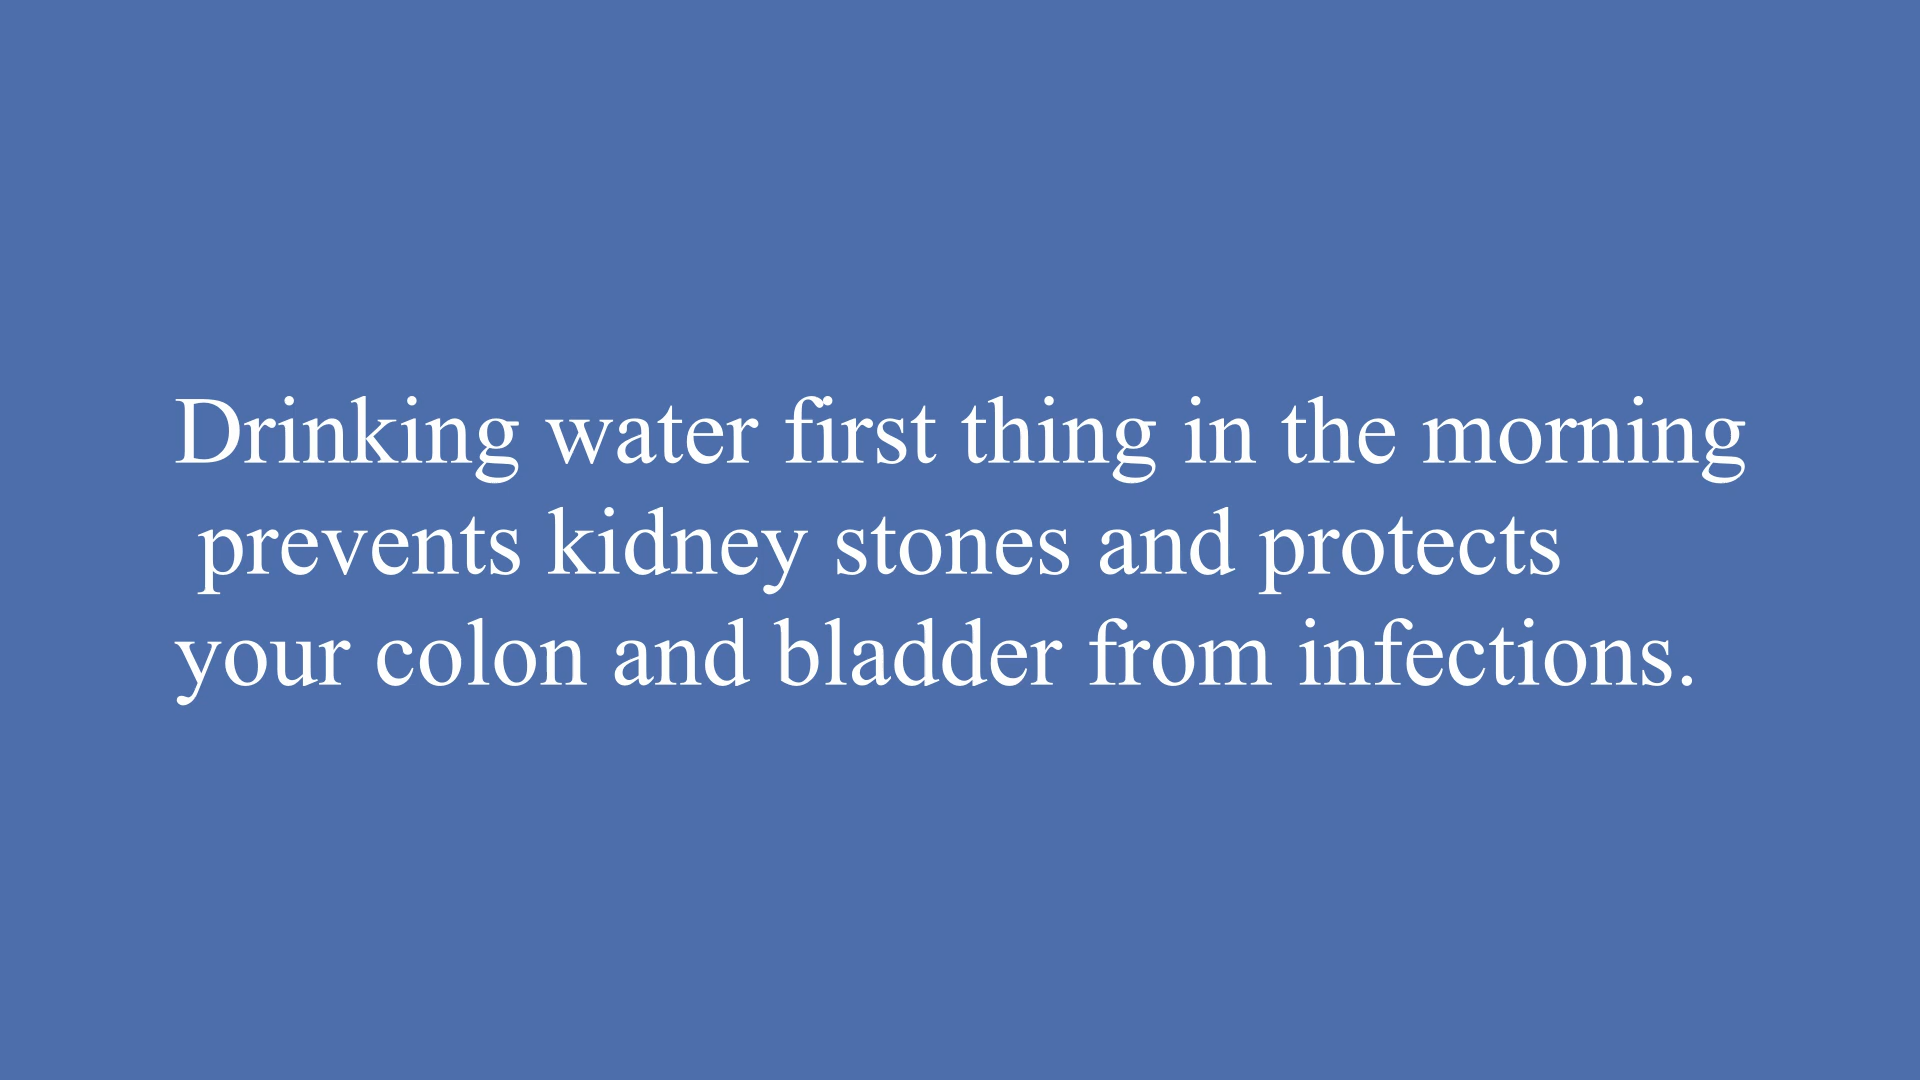 Drinking water first thing in the morning
prevents kidney stones and protects
your colon and bladder from infections.